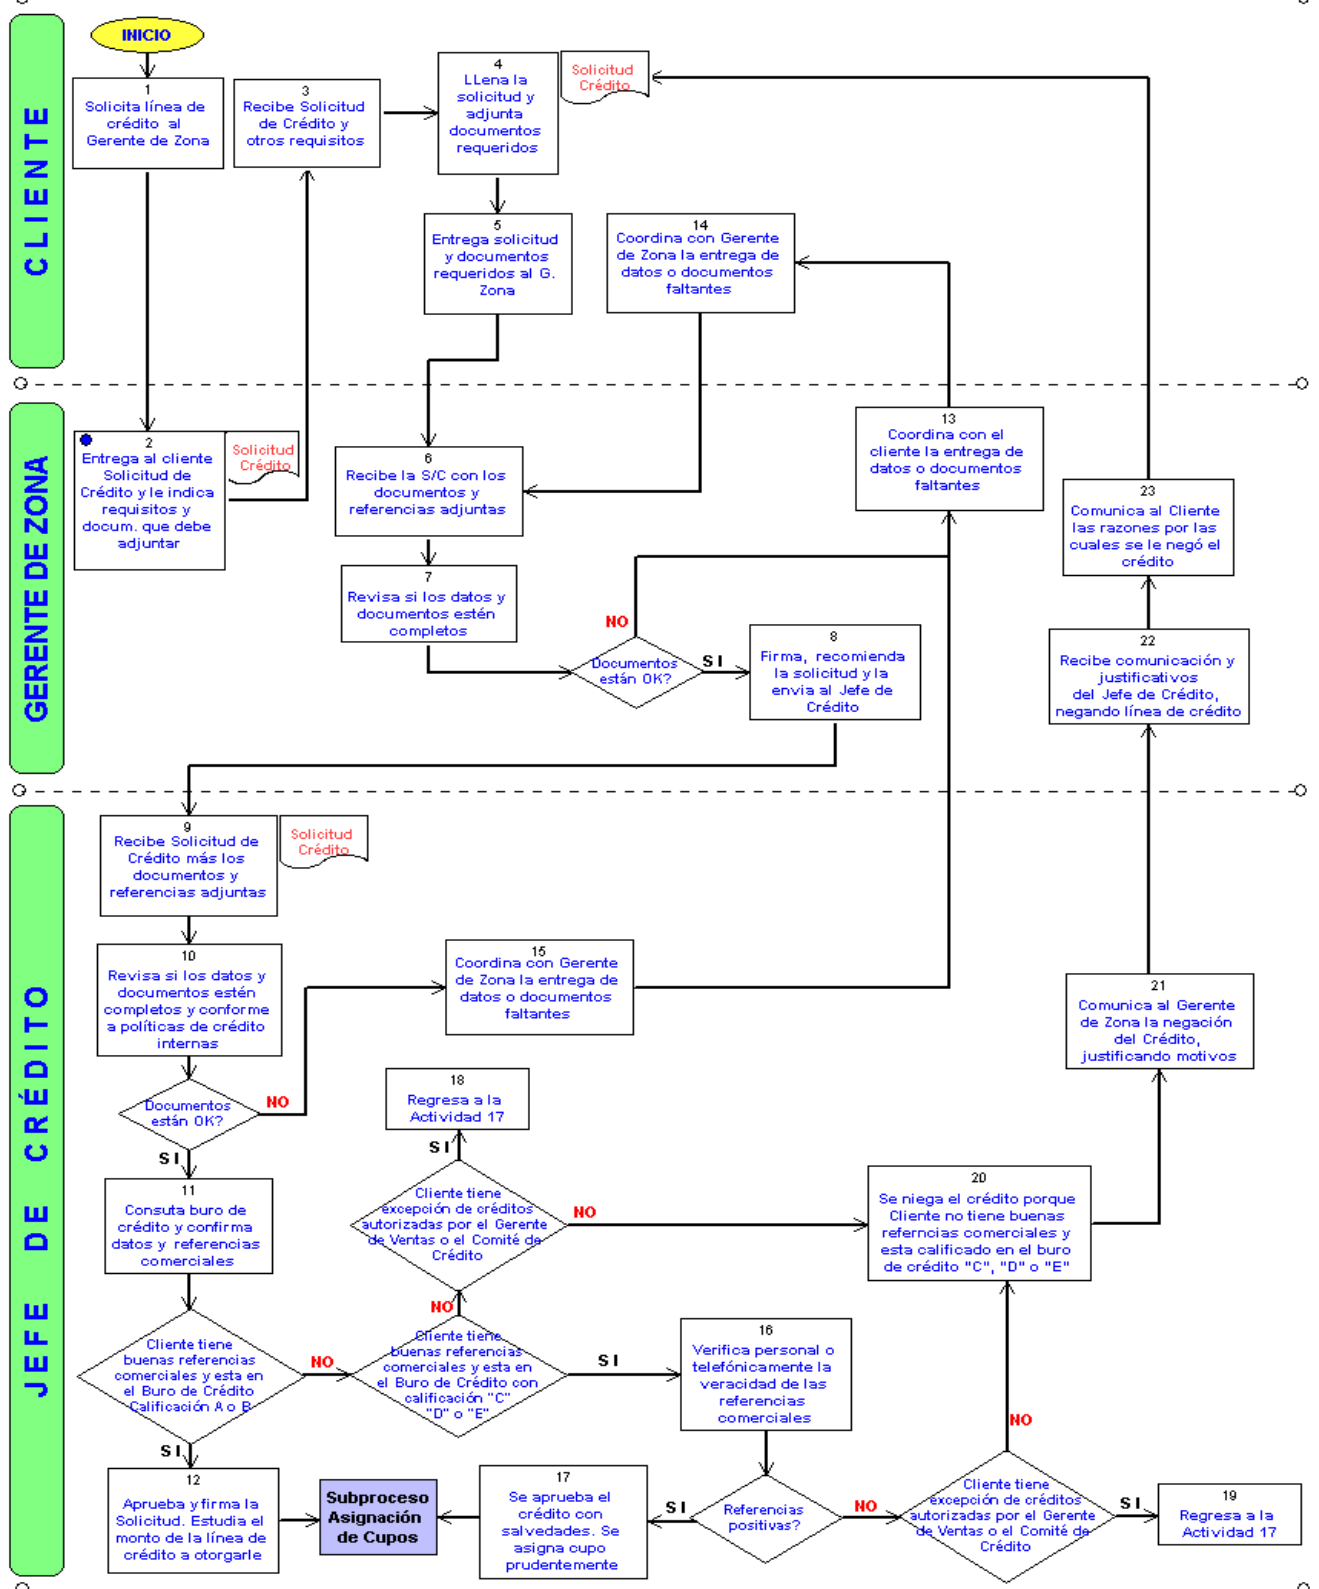 CLIENTE
INICIO
1
Solicita línea de
crédito al
Gerente de Zona
3
Recibe Solicitud
de Crédito y
otros requisitos
4
LLena la
solicitud y
adjunta
documentos
requeridos
Solicitud
Crédito
5
Entrega solicitud
y documentos
requeridos al G.
Zona
14
Coordina con Gerente
de Zona la entrega de
datos o documentos
faltantes
GERENTE DE ZONA
2
Entrega al cliente
Solicitud de
Crédito y le indica
requisitos y
docum. que debe
adjuntar
Solicitud
Crédito
6
Recibe la S/C con los
documentos y
referencias adjuntas
13
Coordina con el
cliente la entrega de
datos o documentos
faltantes
23
Comunica al Cliente
las razones por las
cuales se le negó el
crédito
7
Revisa si los datos y
documentos estén
completos
NO
Documentos
están OK?
SI
8
Firma, recomienda
la solicitud y la
envia al Jefe de
Crédito
22
Recibe comunicación y
justificativos
del Jefe de Crédito,
negando línea de crédito
JEFE DE CRÉDITO
9
Recibe Solicitud de
Crédito más los
documentos y
referencias adjuntas
Solicitud
Crédito
10
Revisa si los datos y
documentos estén
completos y conforme
a políticas de crédito
internas
15
Coordina con Gerente
de Zona la entrega de
datos o documentos
faltantes
21
Comunica al Gerente
de Zona la negación
del Crédito,
justificando motivos
Documentos
están OK?
NO
SI
18
Regresa a la
Actividad 17
SI
11
Consuta buro de
crédito y confirma
datos y referencias
comerciales
Cliente tiene
excepción de créditos
autorizadas por el Gerente
de Ventas o el Comité de
Crédito
NO
20
Se niega el crédito porque
Cliente no tiene buenas
referncias comerciales y
esta calificado en el buro
de crédito "C", "D" o "E"
NO
Cliente tiene
buenas referencias
comerciales y esta en
el Buro de Crédito
Calificación A o B
NO
Cliente tiene
buenas referencias
comerciales y esta en
el Buro de Crédito con
calificación "C"
"D" o "E"
SI
16
Verifica personal o
telefónicamente la
veracidad de las
referencias
comerciales
NO
SI
12
Aprueba y firma la
Solicitud. Estudia el
monto de la línea de
crédito a otorgarle
Subproceso
Asignación
de Cupos
17
Se aprueba el
crédito con
salvedades. Se
asigna cupo
prudentemente
SI
Referencias
positivas?
NO
Cliente tiene
excepción de créditos
autorizadas por el Gerente
de Ventas o el Comité de
Crédito
SI
19
Regresa a la
Actividad 17